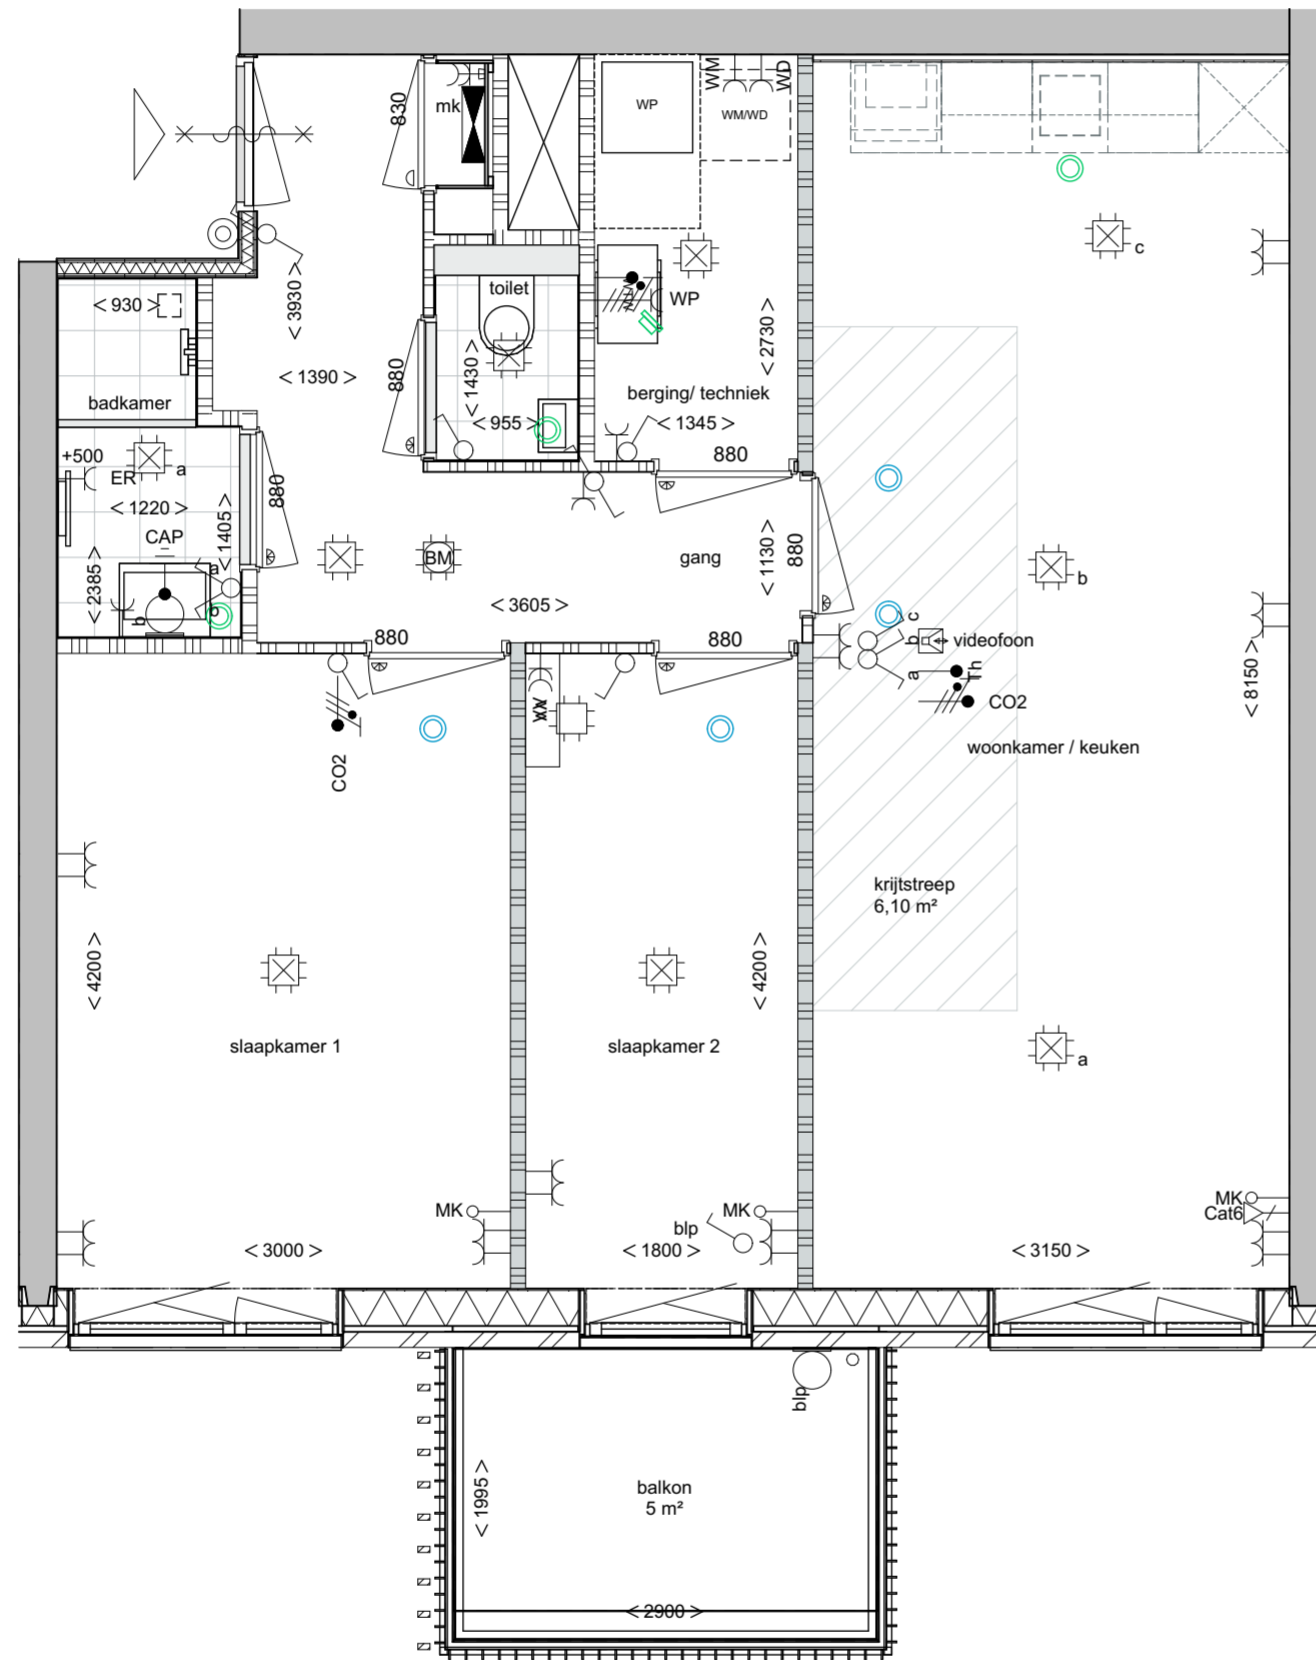 WM
WD
830
mk
WP
WM/WD
< 930 >
toilet
< 3930 >
WP
c
< 1390 >
880
< 1430 >
< 2730 >
badkamer
berging/ techniek
< 955 >
< 1345 >
+500
ER
a
880
880
< 1220 >
CAP
< 1405 >
BM
gang
< 1130 >
880
b
< 2385 >
a
b
b
< 3605 >
880
880
c
b
a
videofoon
Th
CO2
< 8150 >
CO2
woonkamer / keuken
krijtstreep
6,10 m²
< 4200 >
< 4200 >
slaapkamer 1
slaapkamer 2
a
MK
MK
blp
MK
Cat6
< 3000 >
< 1800 >
< 3150 >
blp
< 1995 >
balkon
5 m²
< 2900 >